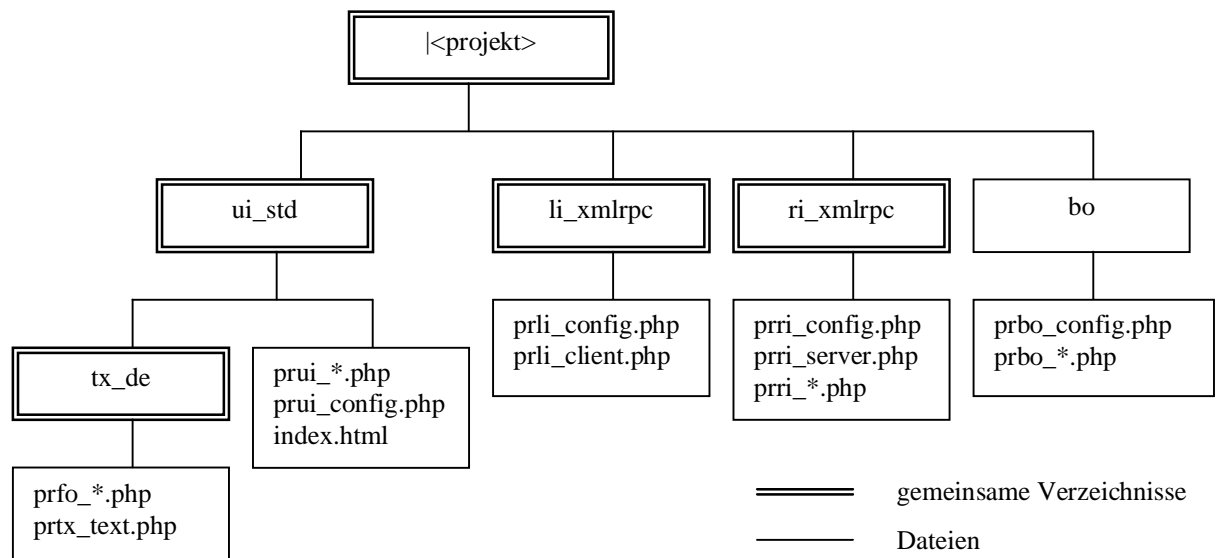 |<projekt>
ui_std
li_xmlrpc
ri_xmlrpc
bo
tx_de
prui_*.php
prui_config.php
index.html
prli_config.php
prli_client.php
prri_config.php
prri_server.php
prri_*.php
prbo_config.php
prbo_*.php
prfo_*.php
prtx_text.php
gemeinsame Verzeichnisse
Dateien